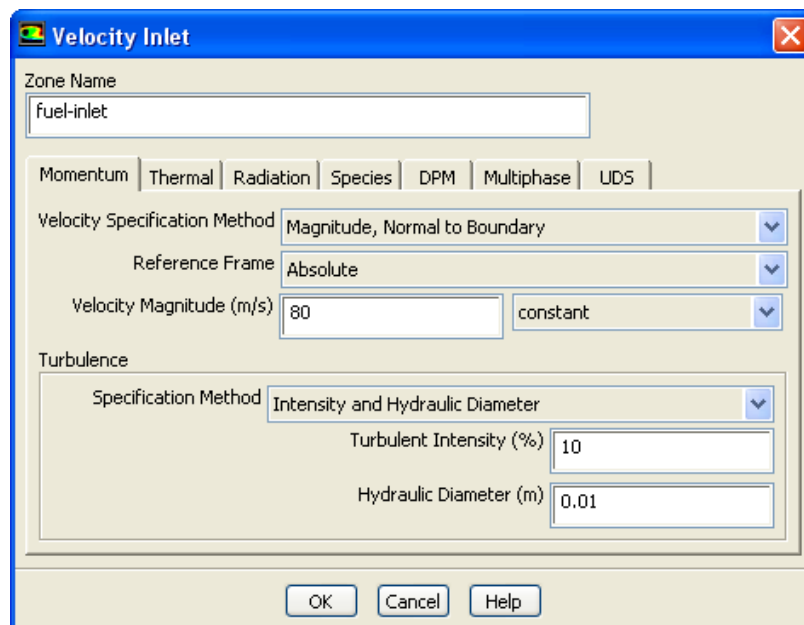 Velocity Inlet
Zone Name
fuel-inlet
Momentum Thermal Radiation Species DPM Multiphase UDS
Velocity Specification Method Magnitude, Normal to Boundary
Reference Frame Absolute
Velocity Magnitude (m/s) 80 constant
Turbulence
Specification Method Intensity and Hydraulic Diameter
Turbulent Intensity (%) 10
Hydraulic Diameter (m) 0.01
OK Cancel Help